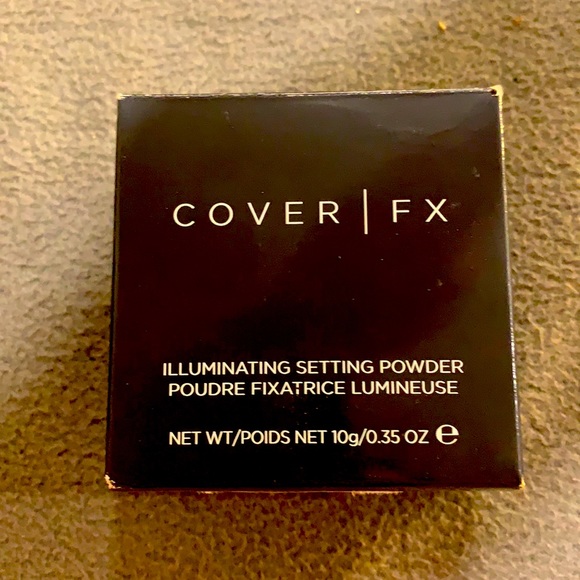 COVER | FX
ILLUMINATING SETTING POWDER
POUDRE FIXATRICE LUMINEUSE
NET WT/POIDS NET 10g/0.35 OZ ℮